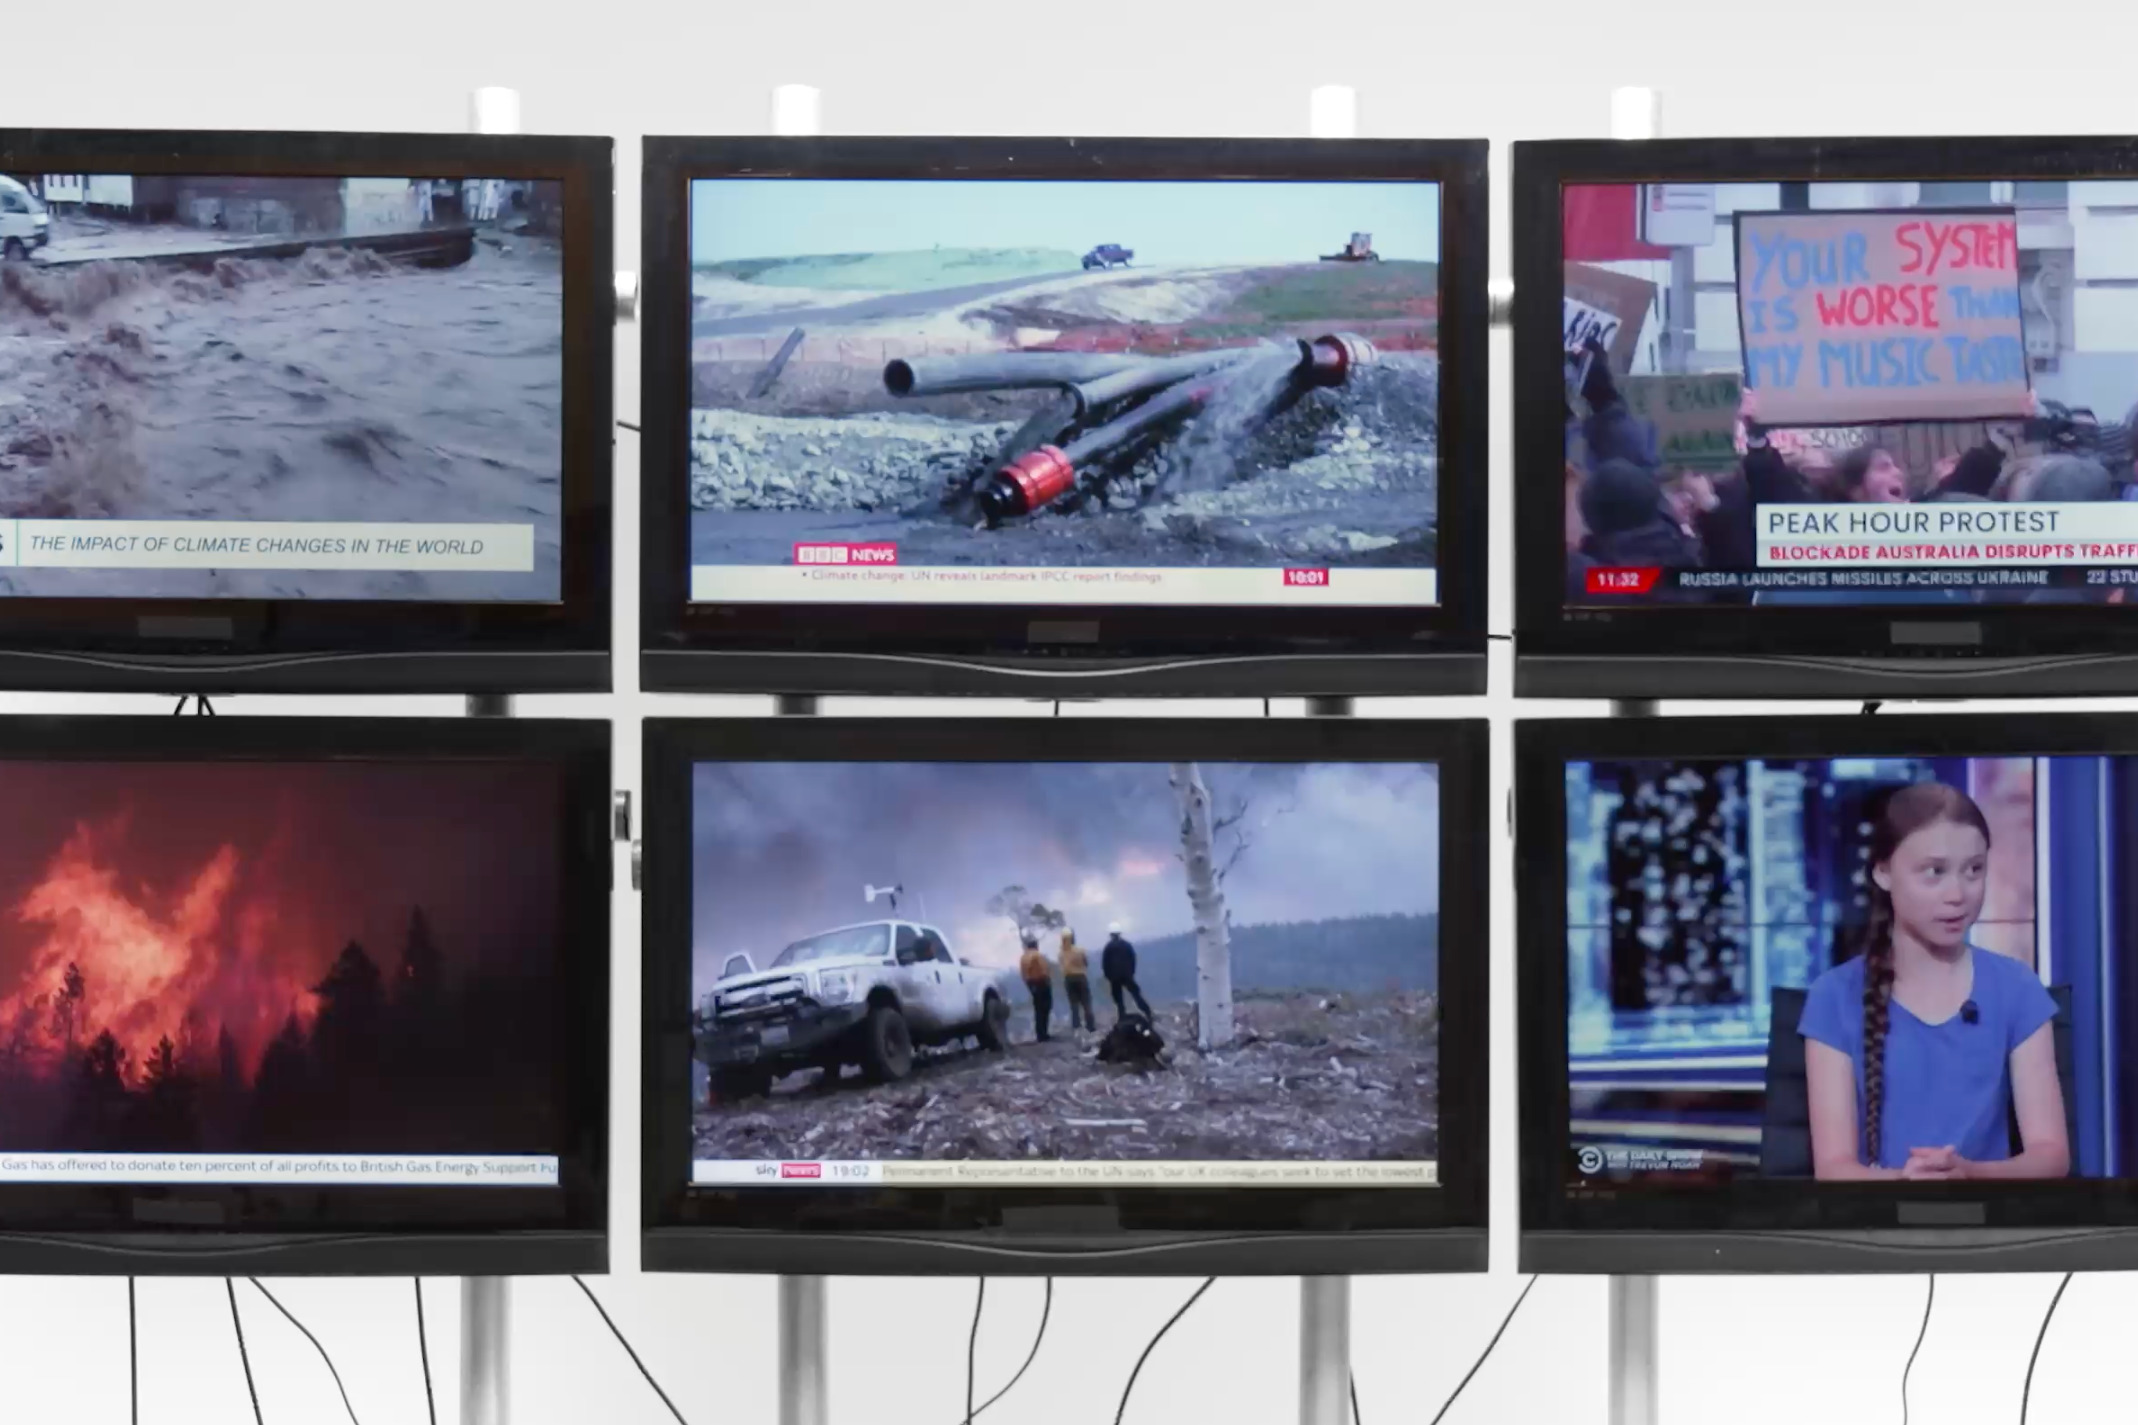 S THE IMPACT OF CLIMATE CHANGES IN THE WORLD
BBC NEWS
• Climate change: UN reveals landmark IPCC report findings 18:01
YOUR SYSTEM
IS WORSE THAN
MY MUSIC TASTE
PEAK HOUR PROTEST
BLOCKADE AUSTRALIA DISRUPTS TRAFF
11:32 RUSSIA LAUNCHES MISSILES ACROSS UKRAINE 22 STU
Gas has offered to donate ten percent of all profits to British Gas Energy Support Fu
sky news 19:02 Permanent Representative to the UN says "our UK colleagues seek to yet the lowest p
THE DAILY SHOW
WITH TREVOR NOAH